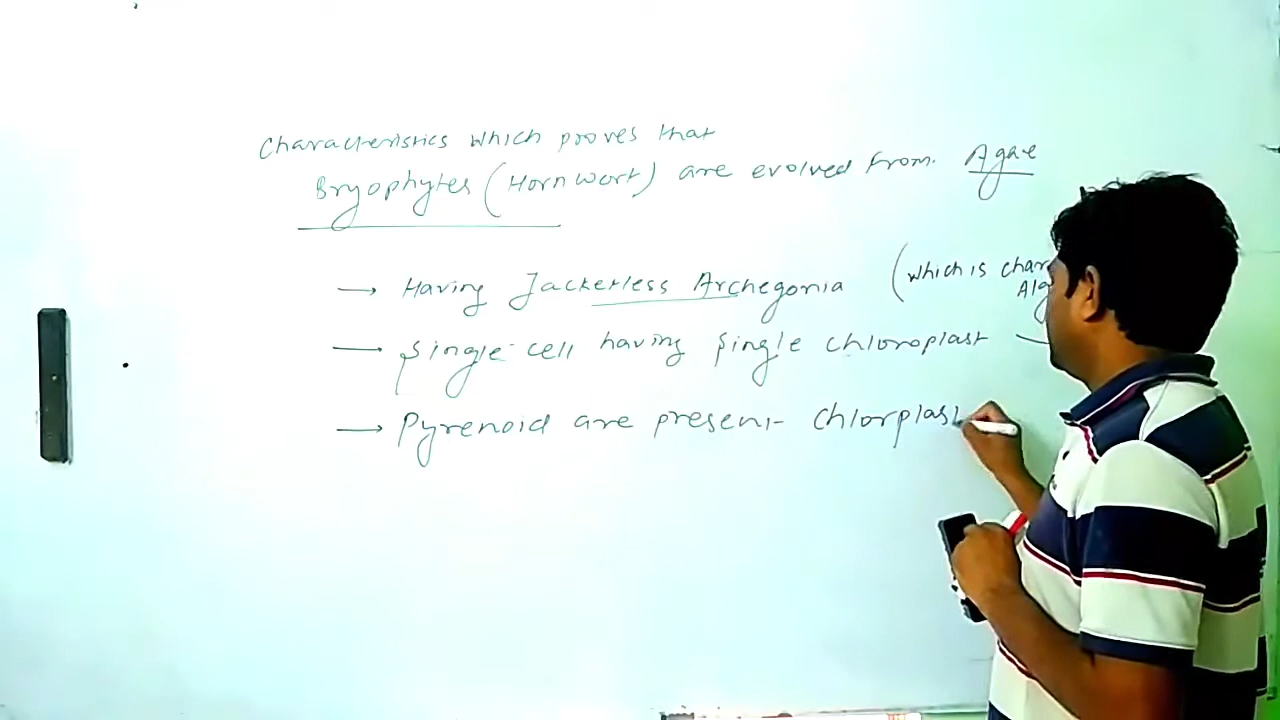 Characteristics which proves that
Bryophytes (Hornwort) are evolved from. Algae
→ Having Jacketless Archegonia (which is char
Alg
→ Single cell having single chloroplast
→ Pyrenoid are present - chlorplast